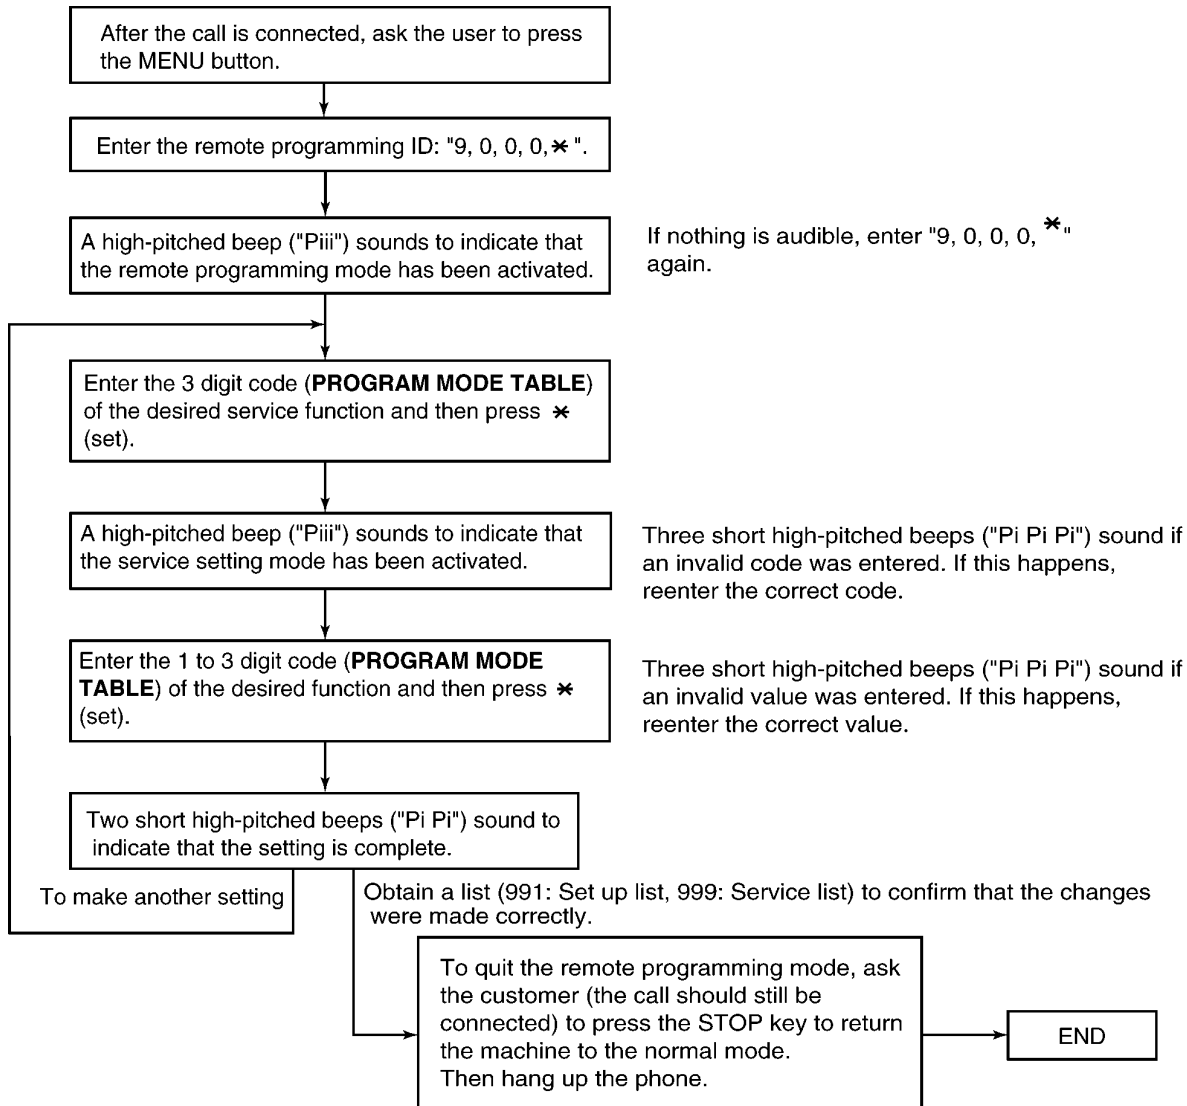 After the call is connected, ask the user to press
the MENU button.
Enter the remote programming ID: "9, 0, 0, 0,* ".
A high-pitched beep ("Piii") sounds to indicate that
the remote programming mode has been activated.
If nothing is audible, enter "9, 0, 0, 0, *"
again.
Enter the 3 digit code (PROGRAM MODE TABLE)
of the desired service function and then press *
(set).
A high-pitched beep ("Piii") sounds to indicate that
the service setting mode has been activated.
Three short high-pitched beeps ("Pi Pi Pi") sound if
an invalid code was entered. If this happens,
reenter the correct code.
Enter the 1 to 3 digit code (PROGRAM MODE
TABLE) of the desired function and then press *
(set).
Three short high-pitched beeps ("Pi Pi Pi") sound if
an invalid value was entered. If this happens,
reenter the correct value.
Two short high-pitched beeps ("Pi Pi") sound to
indicate that the setting is complete.
To make another setting
Obtain a list (991: Set up list, 999: Service list) to confirm that the changes
were made correctly.
To quit the remote programming mode, ask
the customer (the call should still be
connected) to press the STOP key to return
the machine to the normal mode.
Then hang up the phone.
END